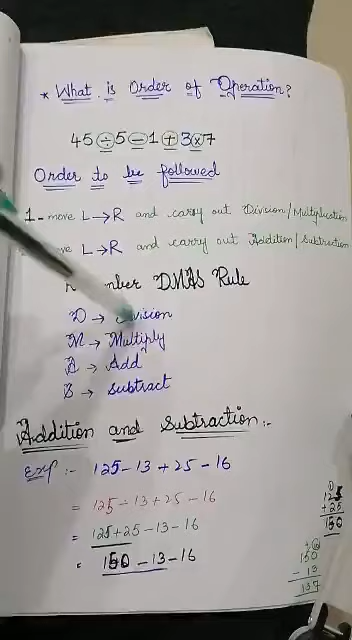 * What is Order of Operation?
45 ÷ 5 - 1 + 3 × 7
Order to be followed
1 - move L → R and carry out Division/Multiplication
L → R and carry out Addition/Subtraction
DMAS Rule
D → Division
M → Multiply
A → Add
S → Subtract
Addition and Subtraction :-
Exp :- 125 - 13 + 25 - 16
= 125 - 13 + 25 - 16
= 125 + 25 - 13 - 16
= 150 - 13 - 16
125
+ 25
150
150
- 13
137